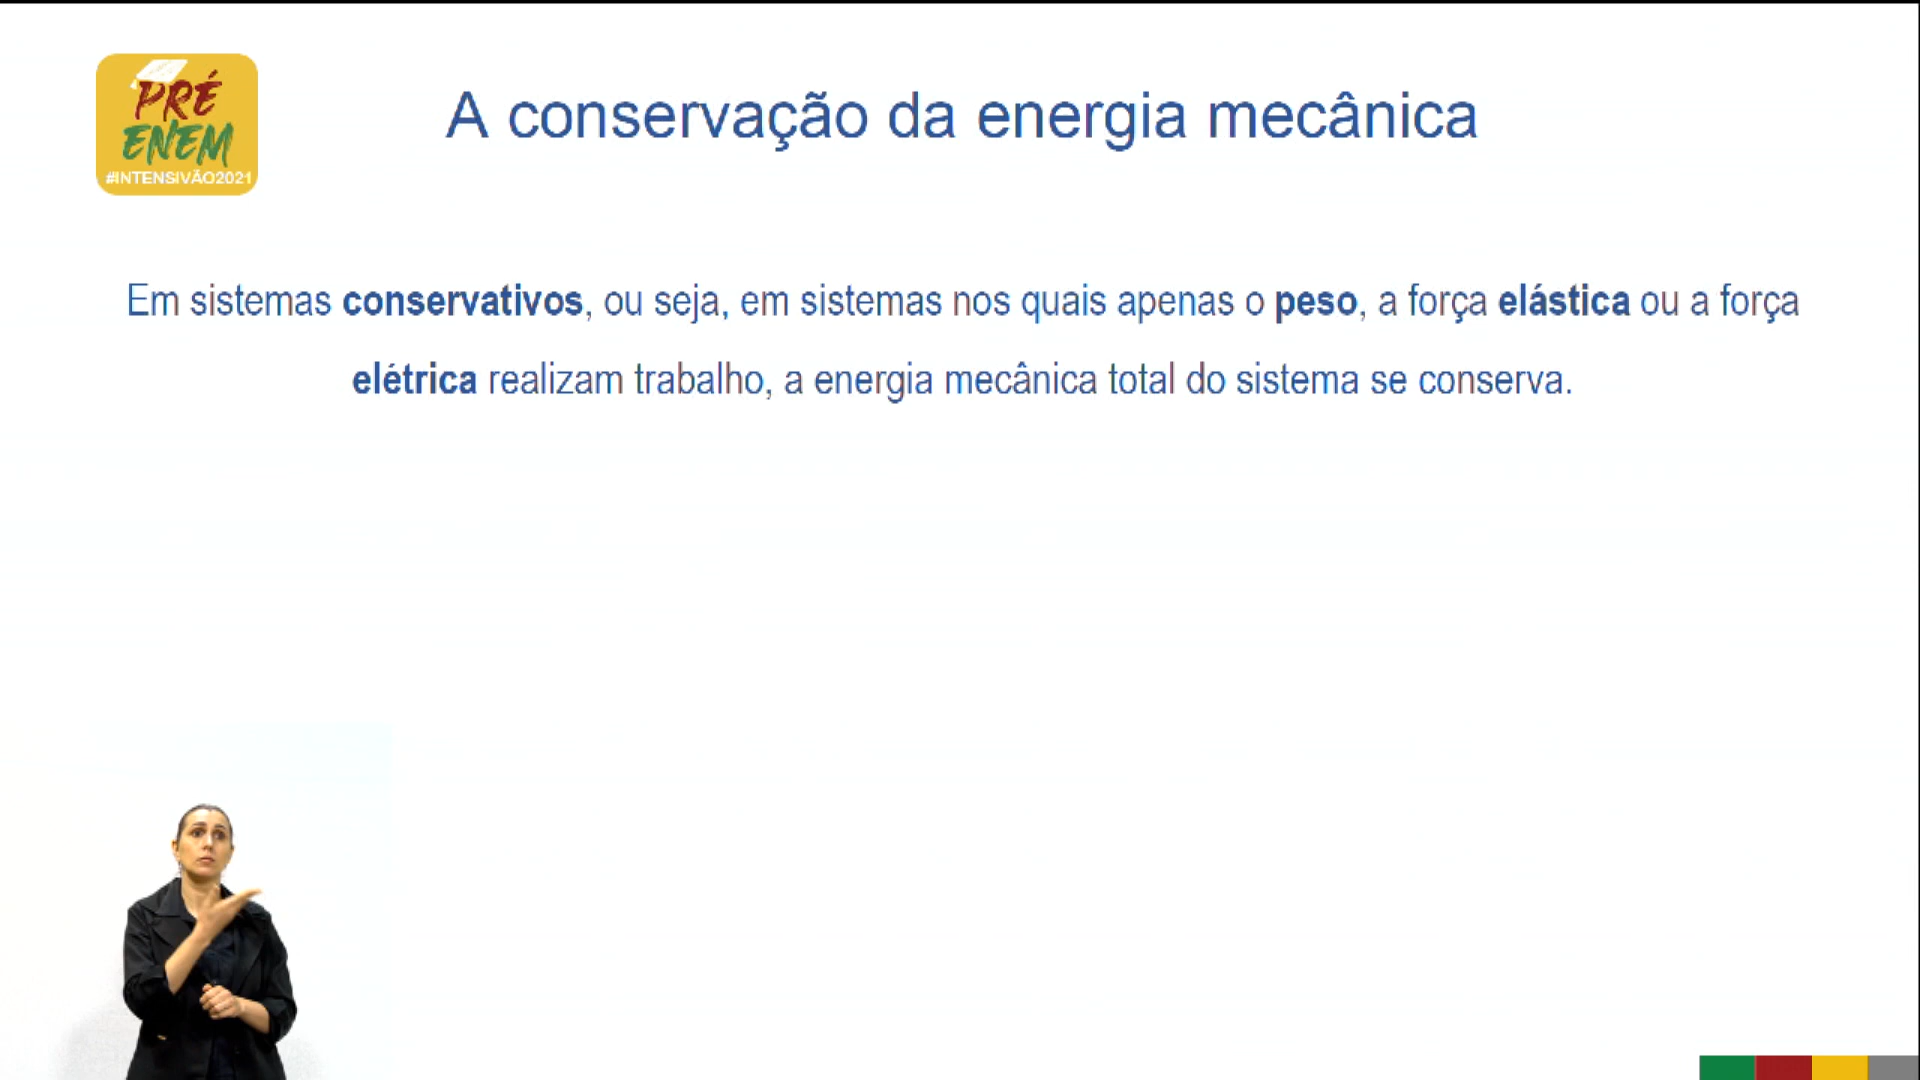 PRÉ
ENEM
#INTENSIVÃO2021
A conservação da energia mecânica
Em sistemas conservativos, ou seja, em sistemas nos quais apenas o peso, a força elástica ou a força
elétrica realizam trabalho, a energia mecânica total do sistema se conserva.